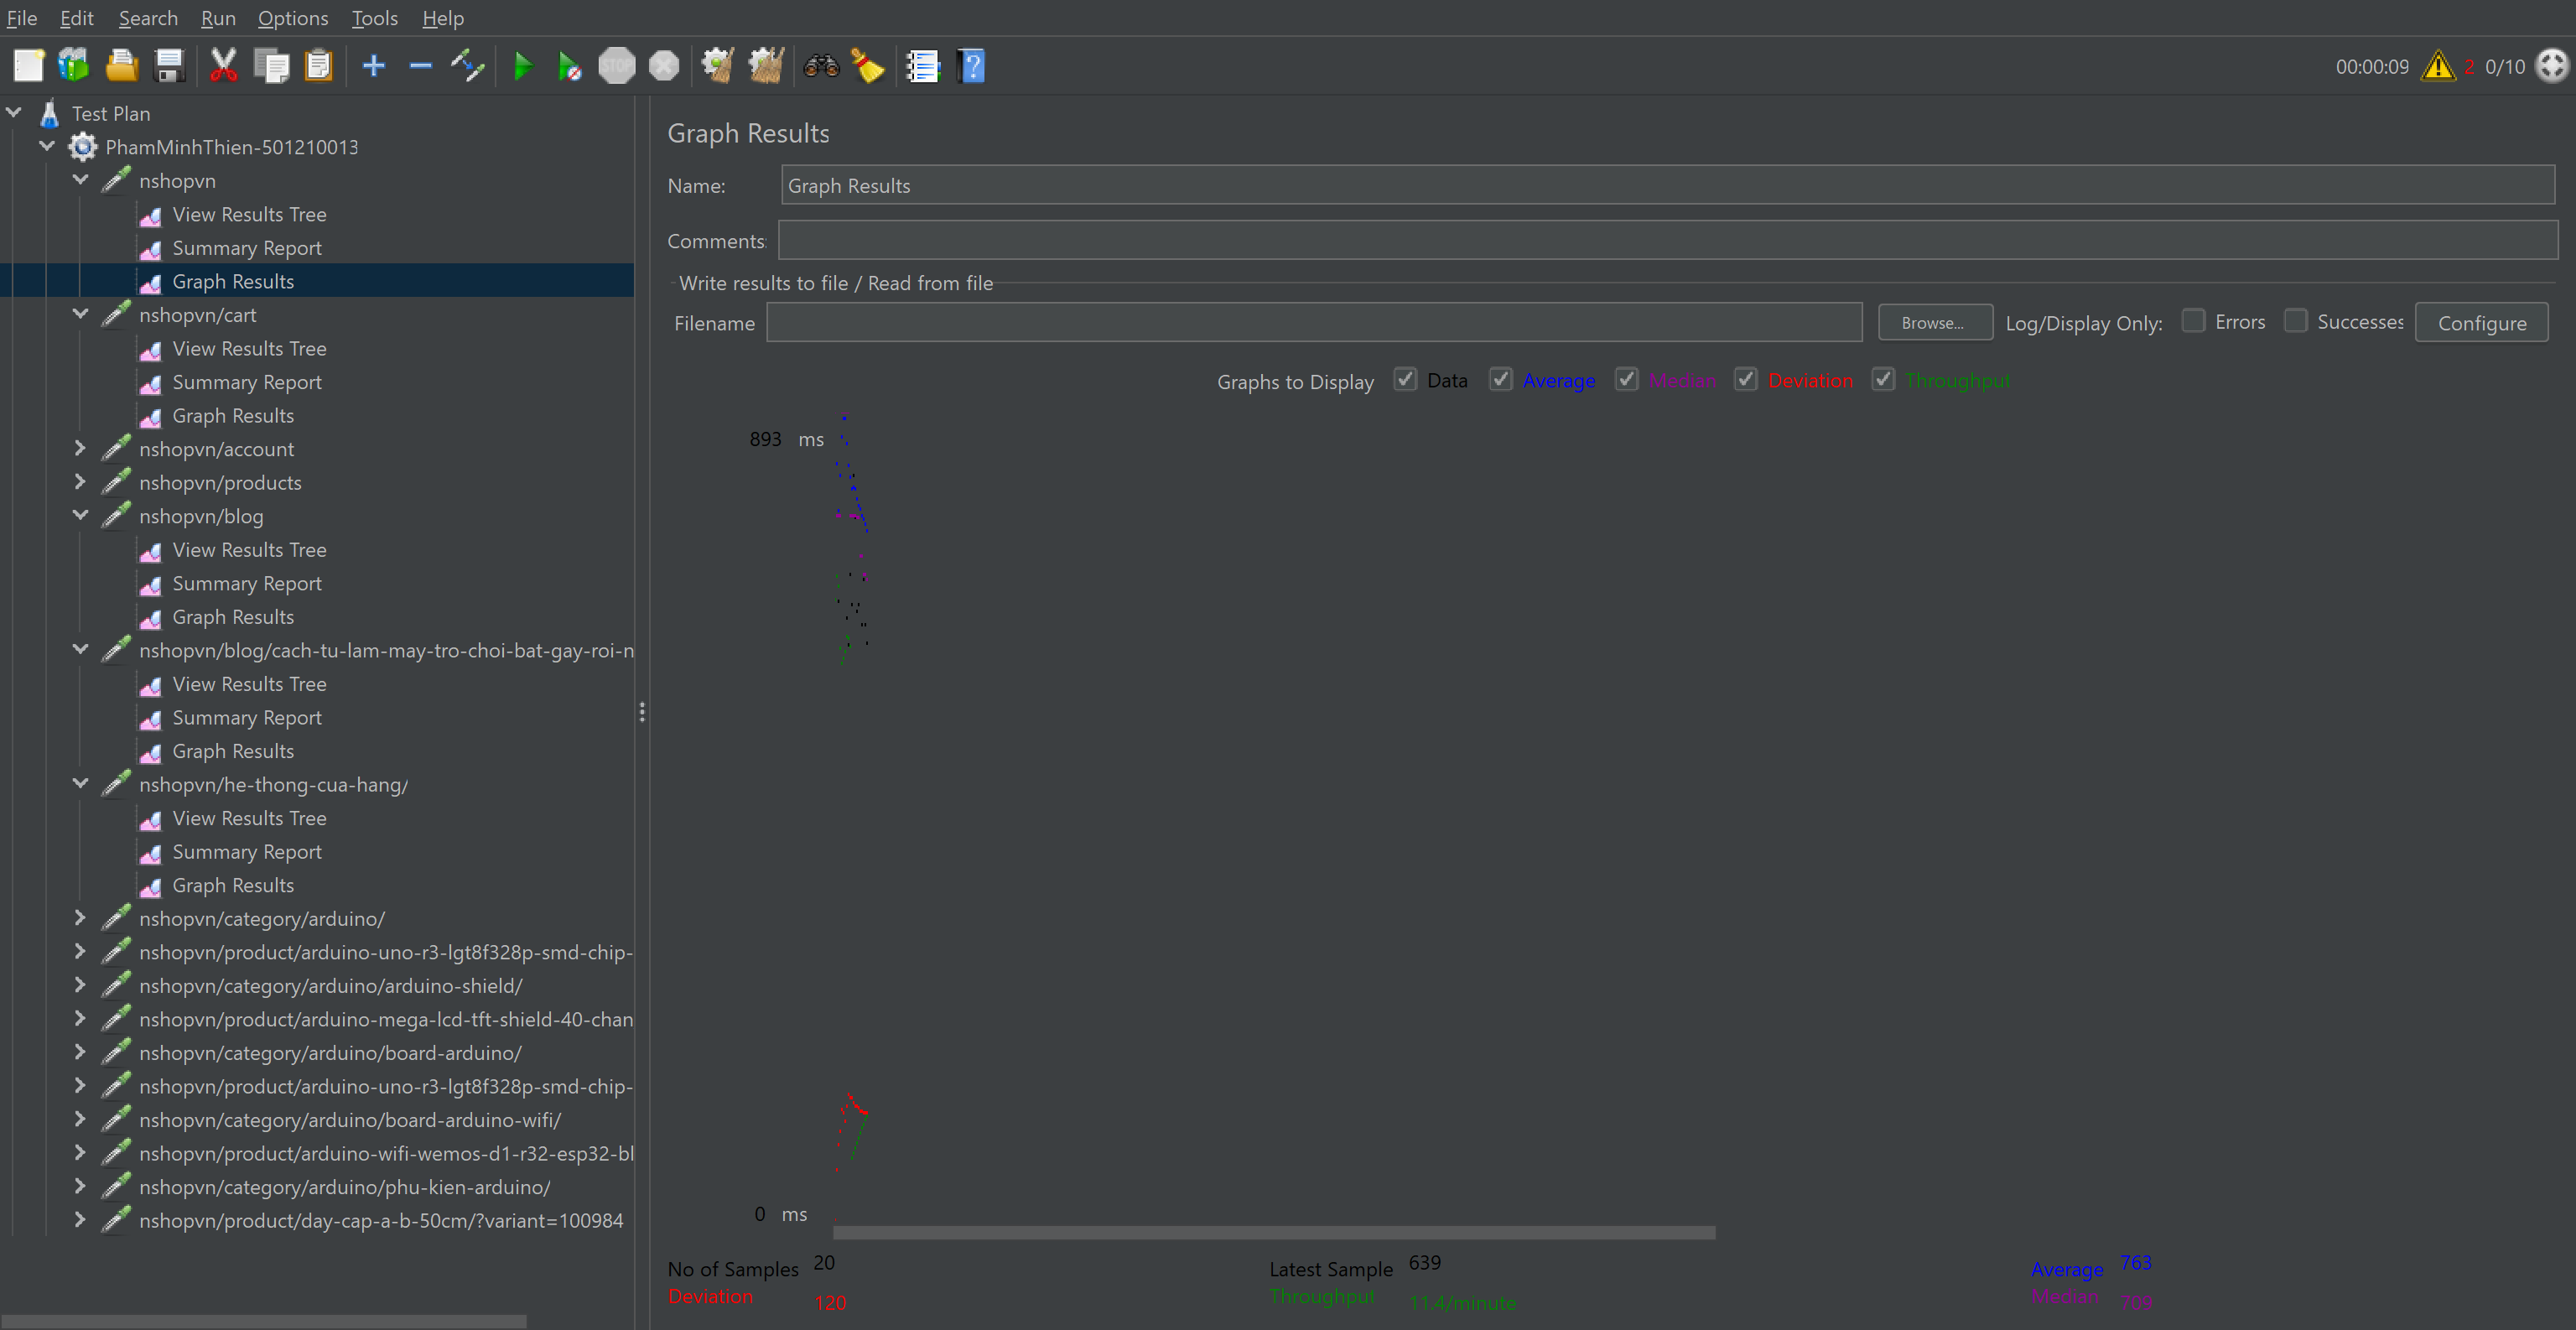 File Edit Search Run Options Tools Help
STOP
00:00:09 2 0/10
Test Plan
PhamMinhThien-501210013
nshopvn
View Results Tree
Summary Report
Graph Results
nshopvn/cart
View Results Tree
Summary Report
Graph Results
nshopvn/account
nshopvn/products
nshopvn/blog
View Results Tree
Summary Report
Graph Results
nshopvn/blog/cach-tu-lam-may-tro-choi-bat-gay-roi-n
View Results Tree
Summary Report
Graph Results
nshopvn/he-thong-cua-hang/
View Results Tree
Summary Report
Graph Results
nshopvn/category/arduino/
nshopvn/product/arduino-uno-r3-lgt8f328p-smd-chip-
nshopvn/category/arduino/arduino-shield/
nshopvn/product/arduino-mega-lcd-tft-shield-40-chan
nshopvn/category/arduino/board-arduino/
nshopvn/product/arduino-uno-r3-lgt8f328p-smd-chip-
nshopvn/category/arduino/board-arduino-wifi/
nshopvn/product/arduino-wifi-wemos-d1-r32-esp32-bl
nshopvn/category/arduino/phu-kien-arduino/
nshopvn/product/day-cap-a-b-50cm/?variant=100984
Graph Results
Name: Graph Results
Comments:
Write results to file / Read from file
Filename Browse... Log/Display Only: Errors Successes Configure
Graphs to Display Data Average Median Deviation Throughput
893 ms
0 ms
No of Samples 20 Latest Sample 639 Average 763
Deviation 120 Throughput 11.4/minute Median 709